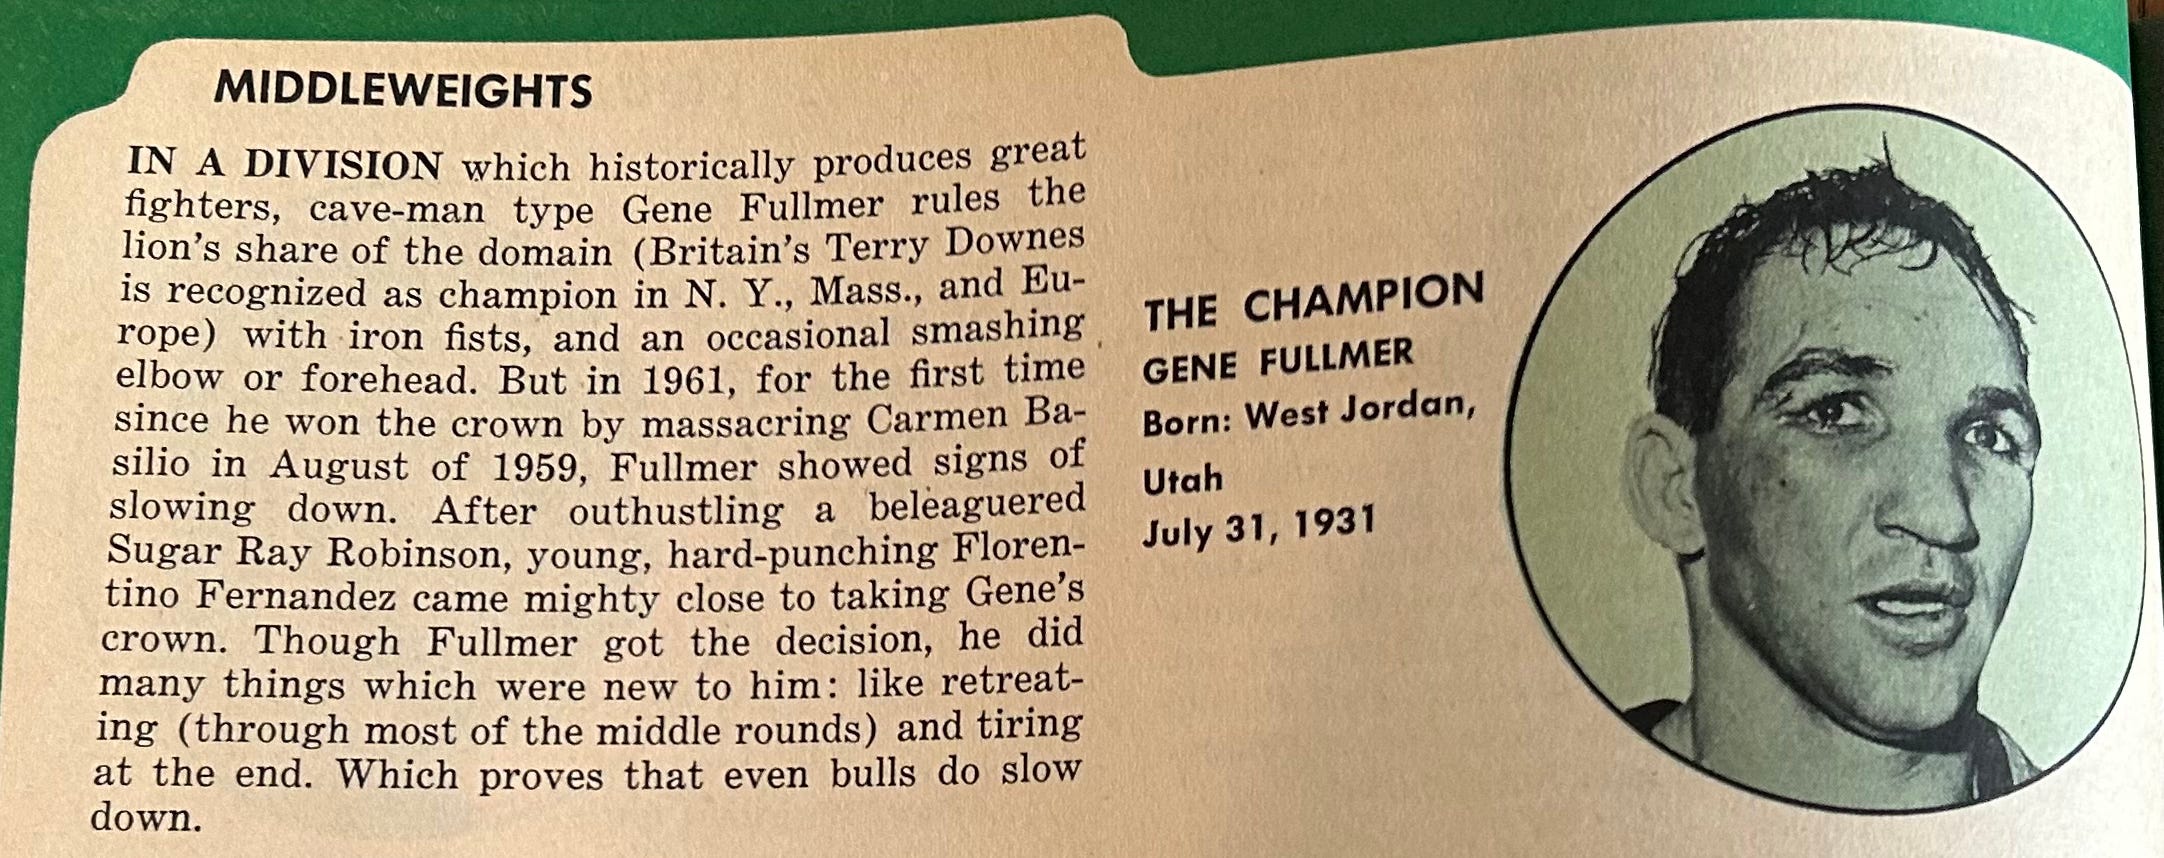 MIDDLEWEIGHTS
IN A DIVISION which historically produces great
fighters, cave-man type Gene Fullmer rules the
lion's share of the domain (Britain's Terry Downes
is recognized as champion in N. Y., Mass., and Eu-
rope) with iron fists, and an occasional smashing
elbow or forehead. But in 1961, for the first time
since he won the crown by massacring Carmen Ba-
silio in August of 1959, Fullmer showed signs of
slowing down. After outhustling a beleaguered
Sugar Ray Robinson, young, hard-punching Floren-
tino Fernandez came mighty close to taking Gene's
crown. Though Fullmer got the decision, he did
many things which were new to him: like retreat-
ing (through most of the middle rounds) and tiring
at the end. Which proves that even bulls do slow
down.
THE CHAMPION
GENE FULLMER
Born: West Jordan,
Utah
July 31, 1931